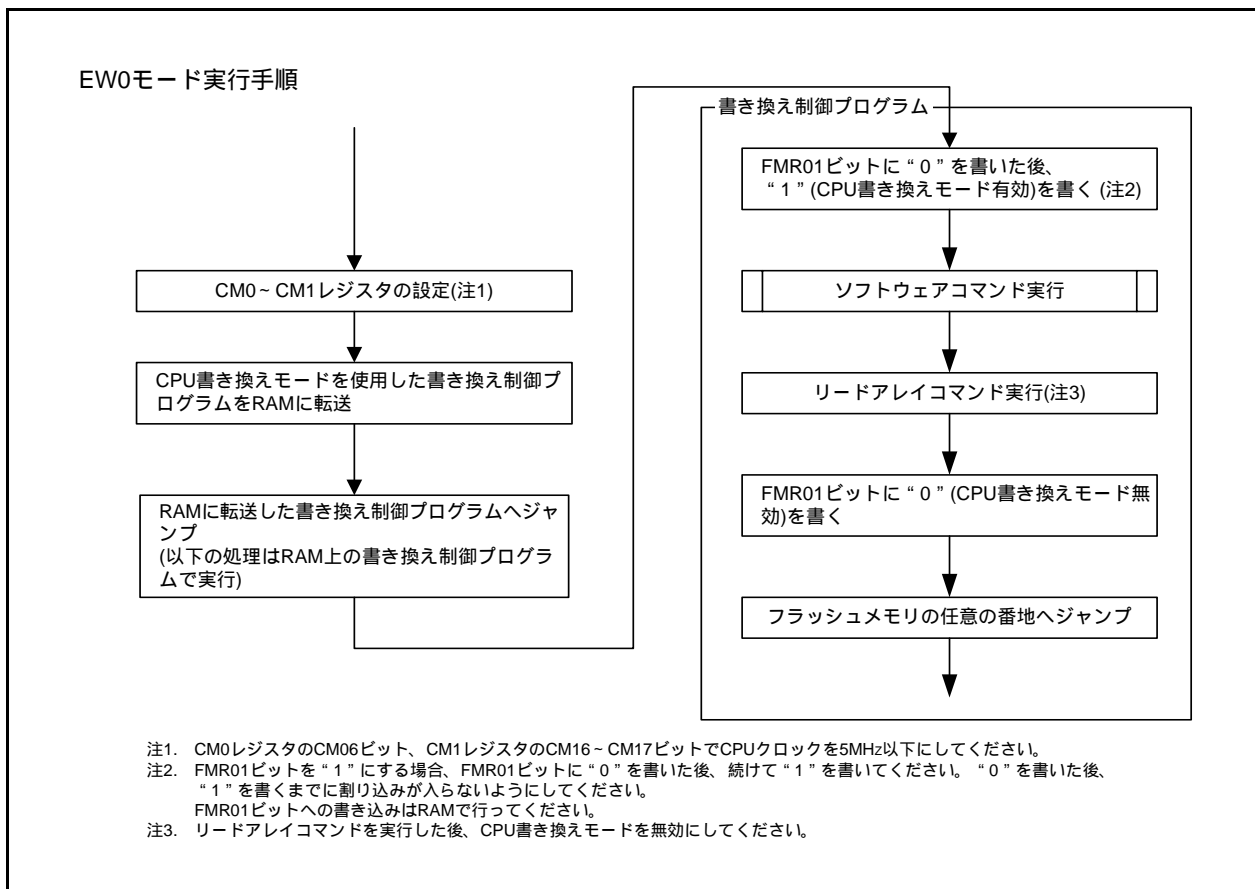 EW0モード実行手順
CM0～CM1レジスタの設定(注1)
CPU書き換えモードを使用した書き換え制御プ
ログラムをRAMに転送
RAMに転送した書き換え制御プログラムへジャ
ンプ
(以下の処理はRAM上の書き換え制御プログラ
ムで実行)
書き換え制御プログラム
FMR01ビットに“0”を書いた後、
“1”(CPU書き換えモード有効)を書く (注2)
ソフトウェアコマンド実行
リードアレイコマンド実行(注3)
FMR01ビットに“0”(CPU書き換えモード無
効)を書く
フラッシュメモリの任意の番地へジャンプ
注1. CM0レジスタのCM06ビット、CM1レジスタのCM16～CM17ビットでCPUクロックを5MHz以下にしてください。
注2. FMR01ビットを“1”にする場合、FMR01ビットに“0”を書いた後、続けて“1”を書いてください。“0”を書いた後、
“1”を書くまでに割り込みが入らないようにしてください。
FMR01ビットへの書き込みはRAMで行ってください。
注3. リードアレイコマンドを実行した後、CPU書き換えモードを無効にしてください。